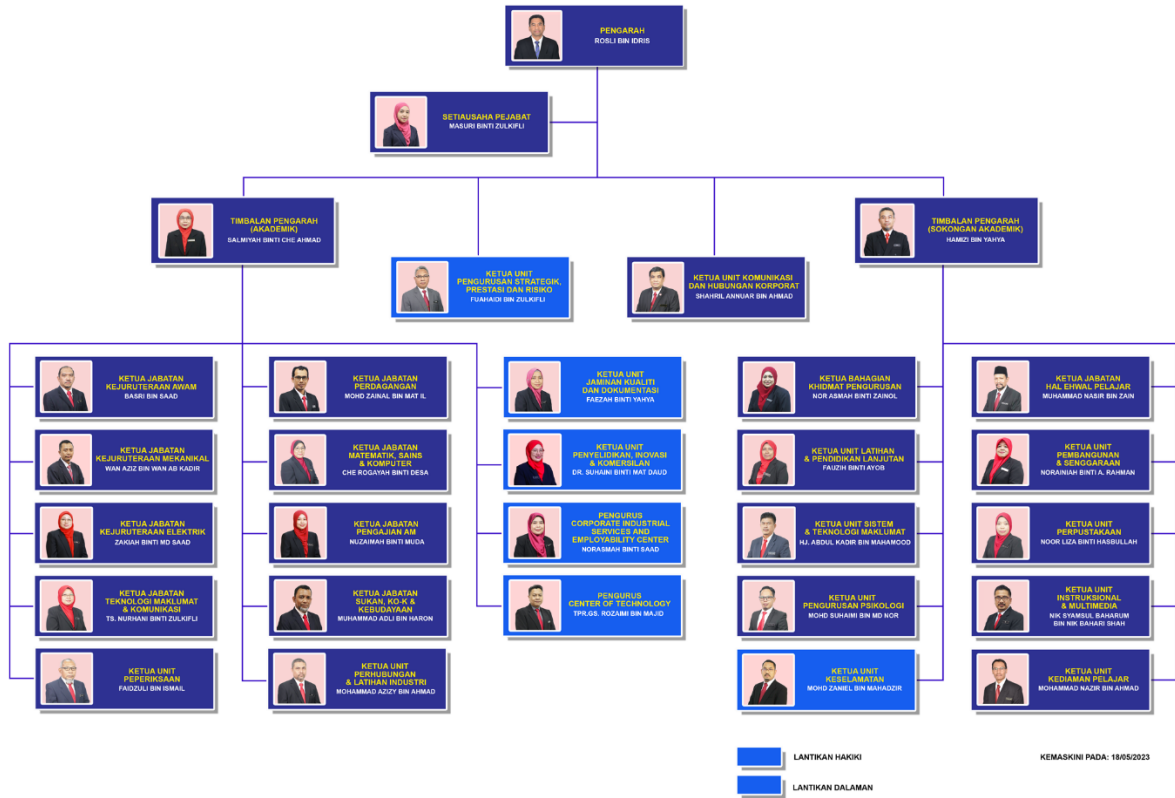 PENGARAH
ROSLI BIN IDRIS
SETIAUSAHA PEJABAT
MASURI BINTI ZULKIFLI
TIMBALAN PENGARAH
(AKADEMIK)
SALMIYAH BINTI CHE AHMAD
TIMBALAN PENGARAH
(SOKONGAN AKADEMIK)
HAMIZI BIN YAHYA
KETUA UNIT
PENGURUSAN STRATEGIK,
PRESTASI DAN RISIKO
FUAHAIDI BIN ZULKIFLI
KETUA UNIT KOMUNIKASI
DAN HUBUNGAN KORPORAT
SHAHRIL ANNUAR BIN AHMAD
KETUA JABATAN
KEJURUTERAAN AWAM
BASRI BIN SAAD
KETUA JABATAN
PERDAGANGAN
MOHD ZAINAL BIN MAT IL
KETUA UNIT
JAMINAN KUALITI
DAN DOKUMENTASI
FAEZAH BINTI YAHYA
KETUA BAHAGIAN
KHIDMAT PENGURUSAN
NOR ASMAH BINTI ZAINOL
KETUA JABATAN
HAL EHWAL PELAJAR
MUHAMMAD NASIR BIN ZAIN
KETUA JABATAN
KEJURUTERAAN MEKANIKAL
WAN AZIZ BIN WAN AB KADIR
KETUA JABATAN
MATEMATIK, SAINS
& KOMPUTER
CHE ROGAYAH BINTI DESA
KETUA UNIT
PENYELIDIKAN, INOVASI
& KOMERSILAN
DR. SUHAINI BINTI MAT DAUD
KETUA UNIT LATIHAN
& PENDIDIKAN LANJUTAN
FAUZIH BINTI AYOB
KETUA UNIT
PEMBANGUNAN
& SENGGARAAN
NORAINIAH BINTI A. RAHMAN
KETUA JABATAN
KEJURUTERAAN ELEKTRIK
ZAKIAH BINTI MD SAAD
KETUA JABATAN
PENGAJIAN AM
NUZAIMAH BINTI MUDA
PENGURUS
CORPORATE INDUSTRIAL
SERVICES AND
EMPLOYABILITY CENTER
NORASMAH BINTI SAAD
KETUA UNIT SISTEM
& TEKNOLOGI MAKLUMAT
HJ. ABDUL KADIR BIN MAHAMOOD
KETUA UNIT
PERPUSTAKAAN
NOOR LIZA BINTI HASBULLAH
KETUA JABATAN
TEKNOLOGI MAKLUMAT
& KOMUNIKASI
TS. NURHANI BINTI ZULKIFLI
KETUA JABATAN
SUKAN, KO-K &
KEBUDAYAAN
MUHAMMAD ADLI BIN HARON
PENGURUS
CENTER OF TECHNOLOGY
TPR.GS. ROZAIMI BIN MAJID
KETUA UNIT
PENGURUSAN PSIKOLOGI
MOHD SUHAIMI BIN MD NOR
KETUA UNIT
INSTRUKSIONAL
& MULTIMEDIA
NIK SYAMSUL BAHARUM
BIN NIK BAHARI SHAH
KETUA UNIT
PEPERIKSAAN
FAIDZULI BIN ISMAIL
KETUA UNIT
PERHUBUNGAN
& LATIHAN INDUSTRI
MOHAMMAD AZIZY BIN AHMAD
KETUA UNIT
KESELAMATAN
MOHD ZANIEL BIN MAHADZIR
KETUA UNIT
KEDIAMAN PELAJAR
MOHAMMAD NAZIR BIN AHMAD
LANTIKAN HAKIKI
KEMASKINI PADA: 18/05/2023
LANTIKAN DALAMAN